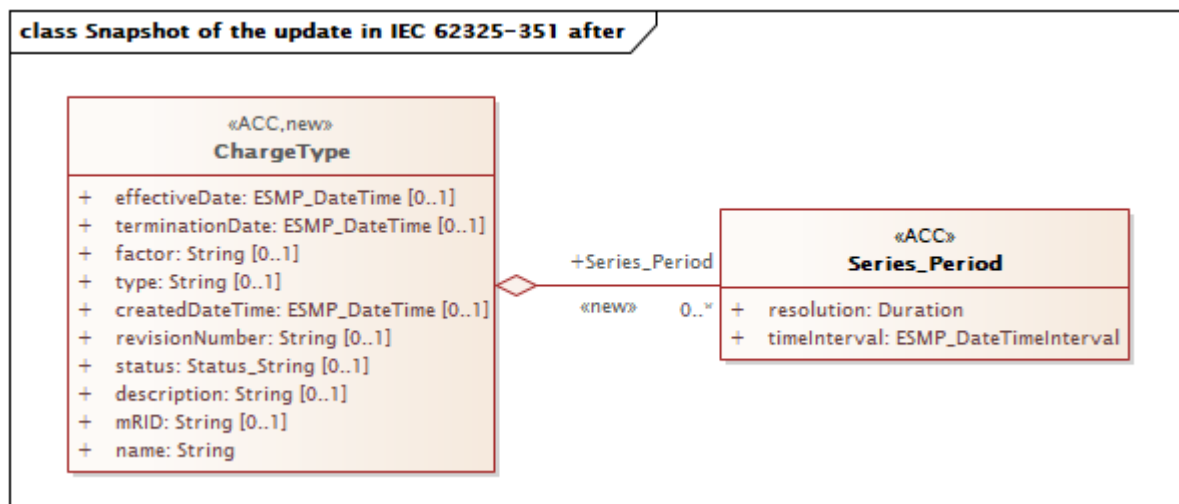 class Snapshot of the update in IEC 62325-351 after
«ACC,new»
ChargeType
+ effectiveDate: ESMP_DateTime [0..1]
+ terminationDate: ESMP_DateTime [0..1]
+ factor: String [0..1]
+ type: String [0..1]
+ createdDateTime: ESMP_DateTime [0..1]
+ revisionNumber: String [0..1]
+ status: Status_String [0..1]
+ description: String [0..1]
+ mRID: String [0..1]
+ name: String
+Series_Period
«new» 0..*
«ACC»
Series_Period
+ resolution: Duration
+ timeInterval: ESMP_DateTimeInterval